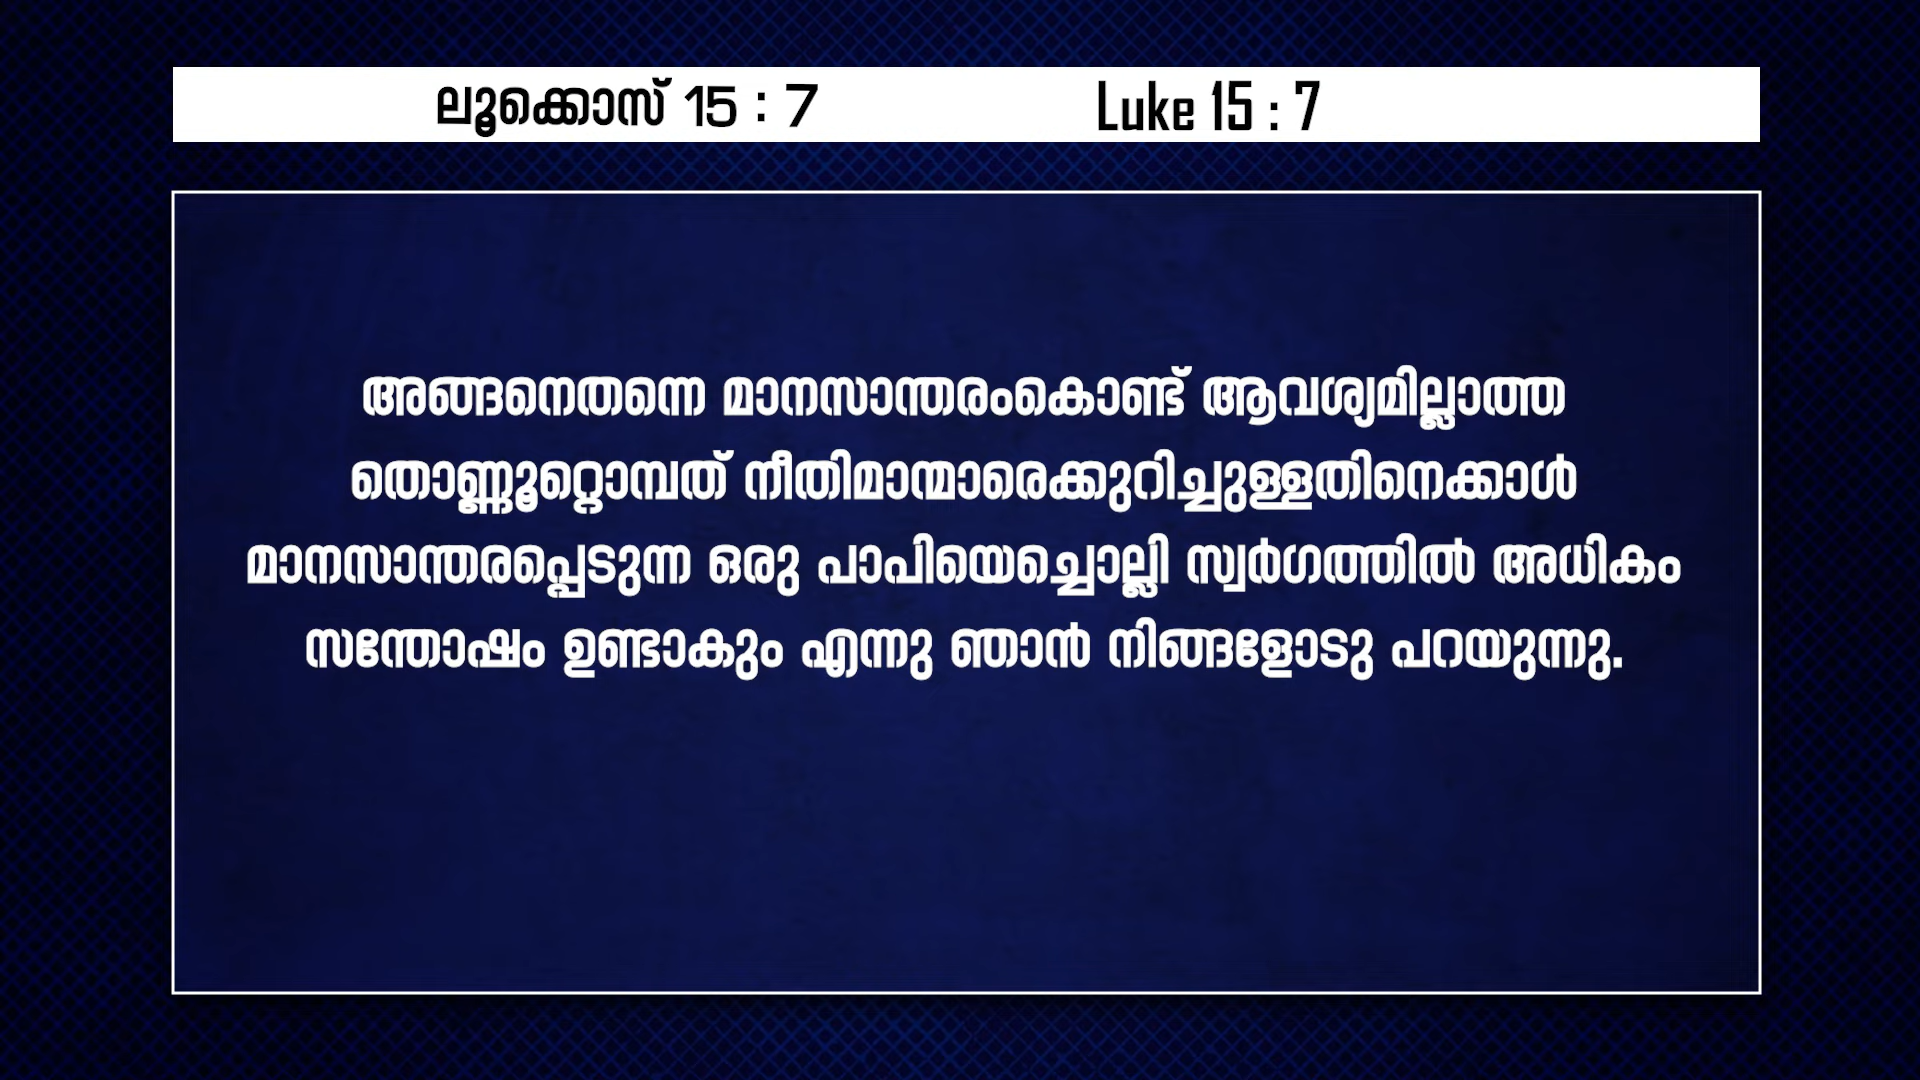 ലൂക്കൊസ് 15 : 7 Luke 15 : 7
അങ്ങനെതന്നെ മാനസാന്തരംകൊണ്ട് ആവശ്യമില്ലാത്ത
തൊണ്ണൂറ്റൊമ്പത് നീതിമാന്മാരെക്കുറിച്ചുള്ളതിനെക്കാൾ
മാനസാന്തരപ്പെടുന്ന ഒരു പാപിയെച്ചൊല്ലി സ്വർഗത്തിൽ അധികം
സന്തോഷം ഉണ്ടാകും എന്നു ഞാൻ നിങ്ങളോടു പറയുന്നു.